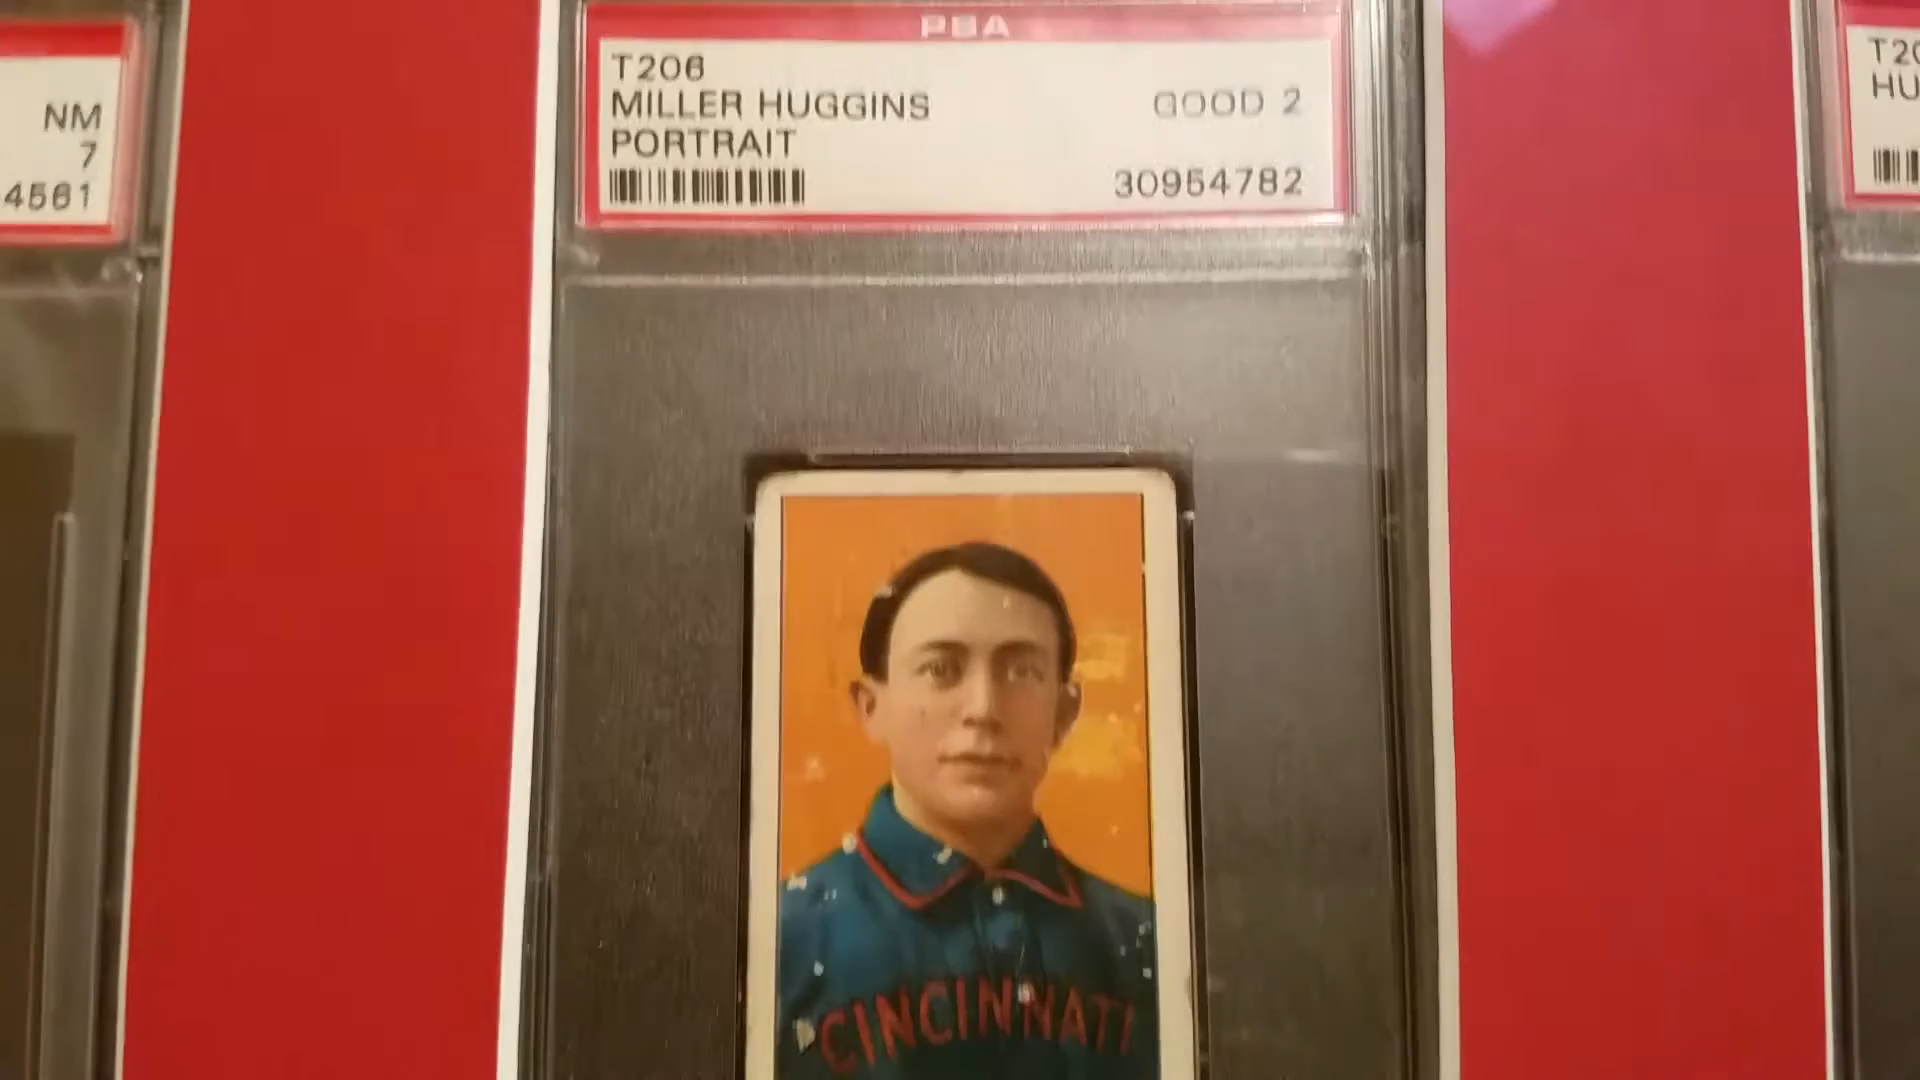 PSA
NM
7
4561
T206
MILLER HUGGINS
GOOD 2
PORTRAIT
30954782
T20
HU
CINCINNATI